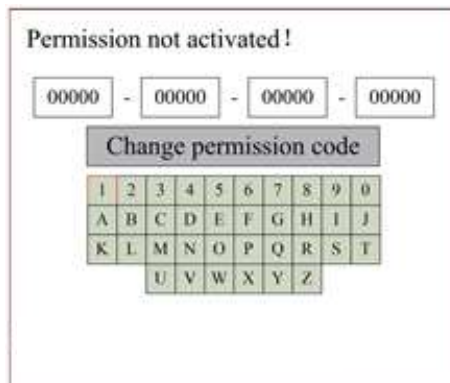 Permission not activated!
00000 - 00000 - 00000 - 00000
Change permission code
1 2 3 4 5 6 7 8 9 0
A B C D E F G H I J
K L M N O P Q R S T
U V W X Y Z